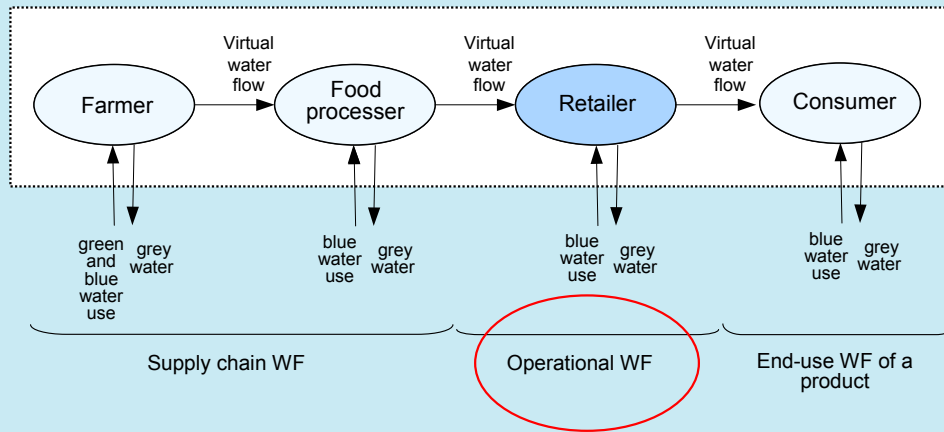 Virtual
water
flow
Virtual
water
flow
Virtual
water
flow
Farmer
Food
processer
Retailer
Consumer
green
and
blue
water
use
grey
water
blue
water
use
grey
water
blue
water
use
grey
water
blue
water
use
grey
water
Supply chain WF
Operational WF
End-use WF of a
product